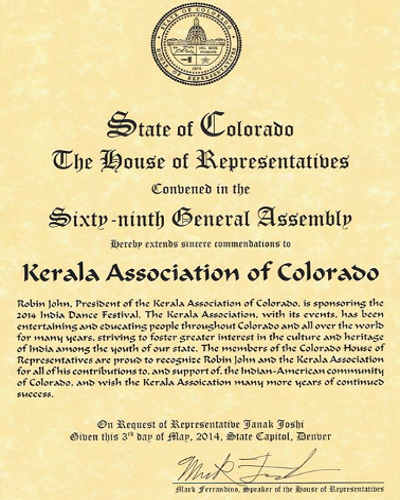 STATE OF COLORADO
HOUSE OF REPRESENTATIVES
1876
State of Colorado
The House of Representatives
Convened in the
Sixty-ninth General Assembly
Hereby extends sincere commendations to
Kerala Association of Colorado
Robin John, President of the Kerala Association of Colorado, is sponsoring the
2014 India Dance Festival. The Kerala Association, with its events, has been
entertaining and educating people throughout Colorado and all over the world
for many years, striving to foster greater interest in the culture and heritage
of India among the youth of our state. The members of the Colorado House of
Representatives are proud to recognize Robin John and the Kerala Association
for all of his contributions to, and support of, the Indian-American community
of Colorado, and wish the Kerala Assoication many more years of continued
success.
On Request of Representative Janak Joshi
Given this 3rd day of May, 2014, State Capitol, Denver
Mark Ferrandino, Speaker of the House of Representatives